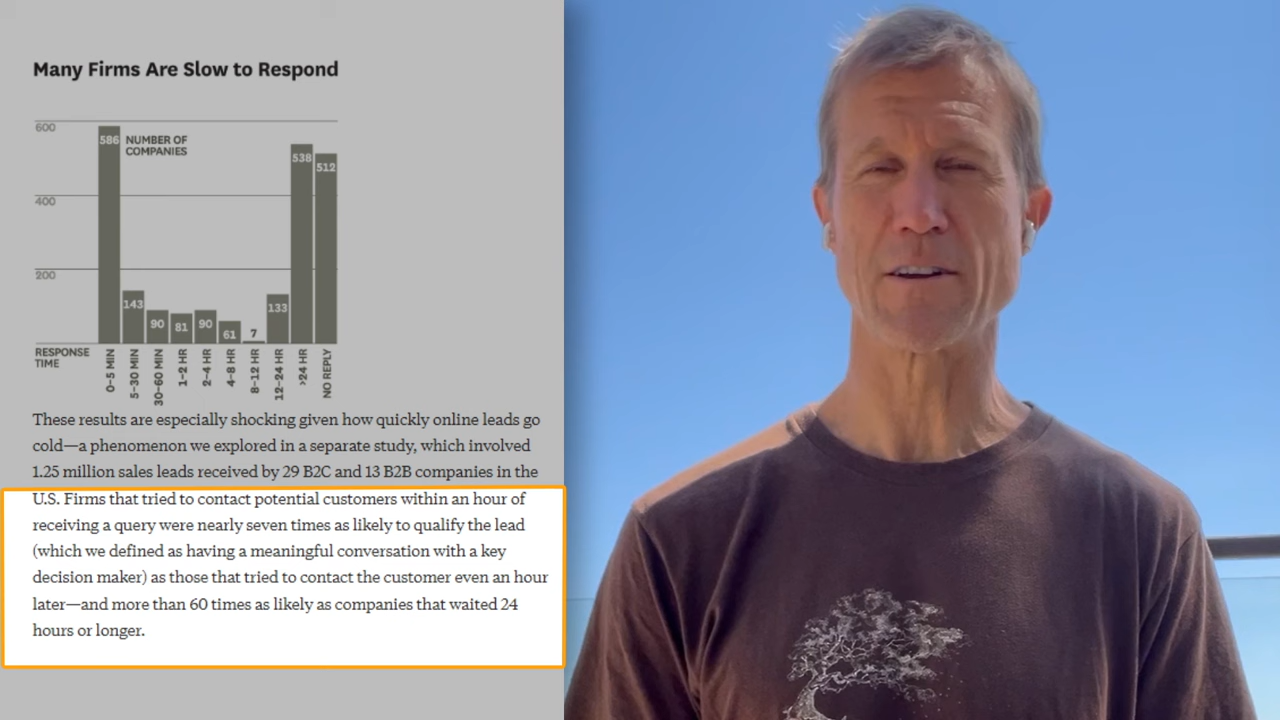 Many Firms Are Slow to Respond
600
586
NUMBER OF
COMPANIES
538
512
400
200
143
90
81
90
61
7
133
RESPONSE
TIME
0–5 MIN
5–30 MIN
30–60 MIN
1–2 HR
2–4 HR
4–8 HR
8–12 HR
12–24 HR
>24 HR
NO REPLY
These results are especially shocking given how quickly online leads go
cold—a phenomenon we explored in a separate study, which involved
1.25 million sales leads received by 29 B2C and 13 B2B companies in the
U.S. Firms that tried to contact potential customers within an hour of
receiving a query were nearly seven times as likely to qualify the lead
(which we defined as having a meaningful conversation with a key
decision maker) as those that tried to contact the customer even an hour
later—and more than 60 times as likely as companies that waited 24
hours or longer.